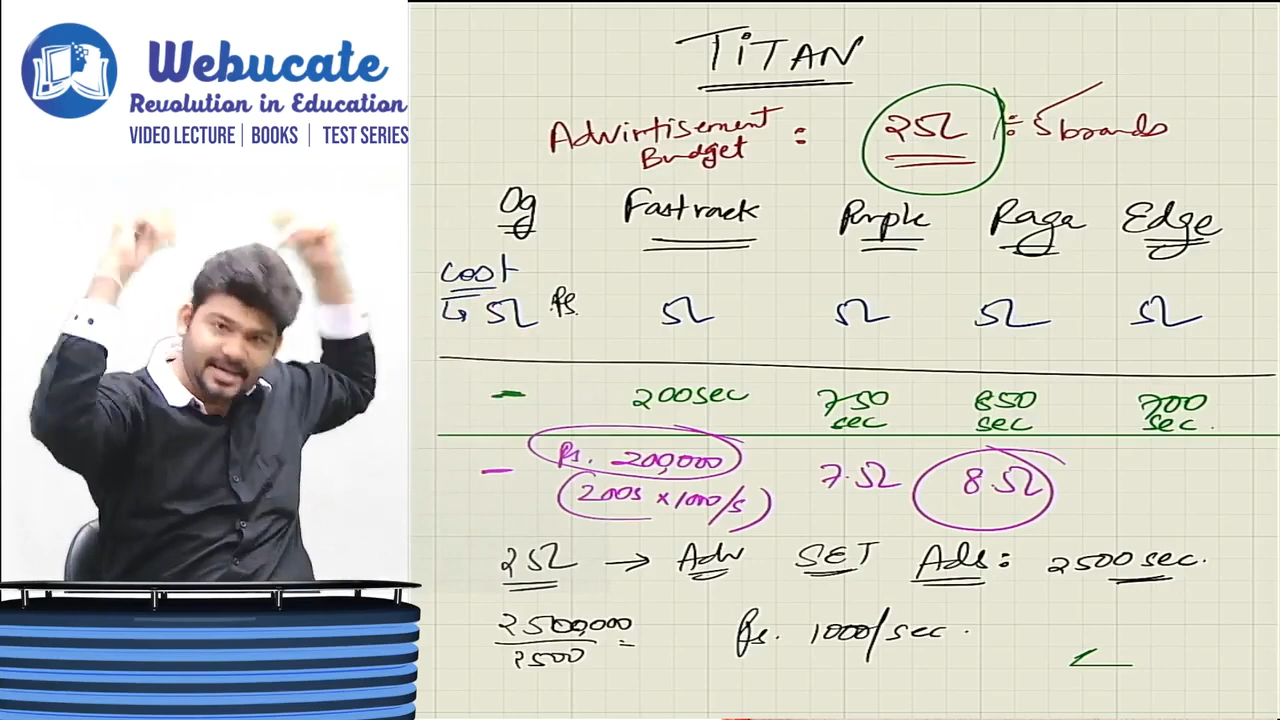 Webucate
Revolution in Education
VIDEO LECTURE | BOOKS | TEST SERIES
TiTAN
Advirtisement Budget : 25L ÷ 5 brands
Og Fastrack Purple Raga Edge
Cost
↳ 5L Rs. 5L 5L 5L 5L
- 200sec 750 sec 850 sec 700 sec.
- Rs. 200,000 7.5L 8.5L
(200s x 1000/s)
25L → Adv SET Ads: 2500 sec.
2500,000 / 2500 = Rs. 1000/sec.